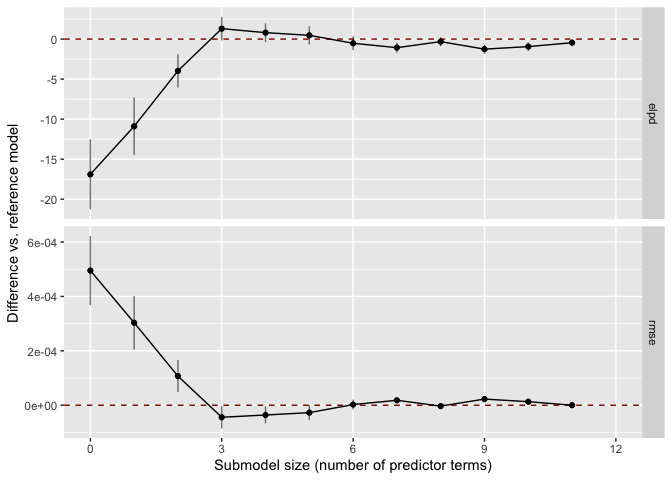 0
-5
-10
-15
-20
elpd
6e-04
4e-04
2e-04
0e+00
rmse
Difference vs. reference model
0 3 6 9 12
Submodel size (number of predictor terms)